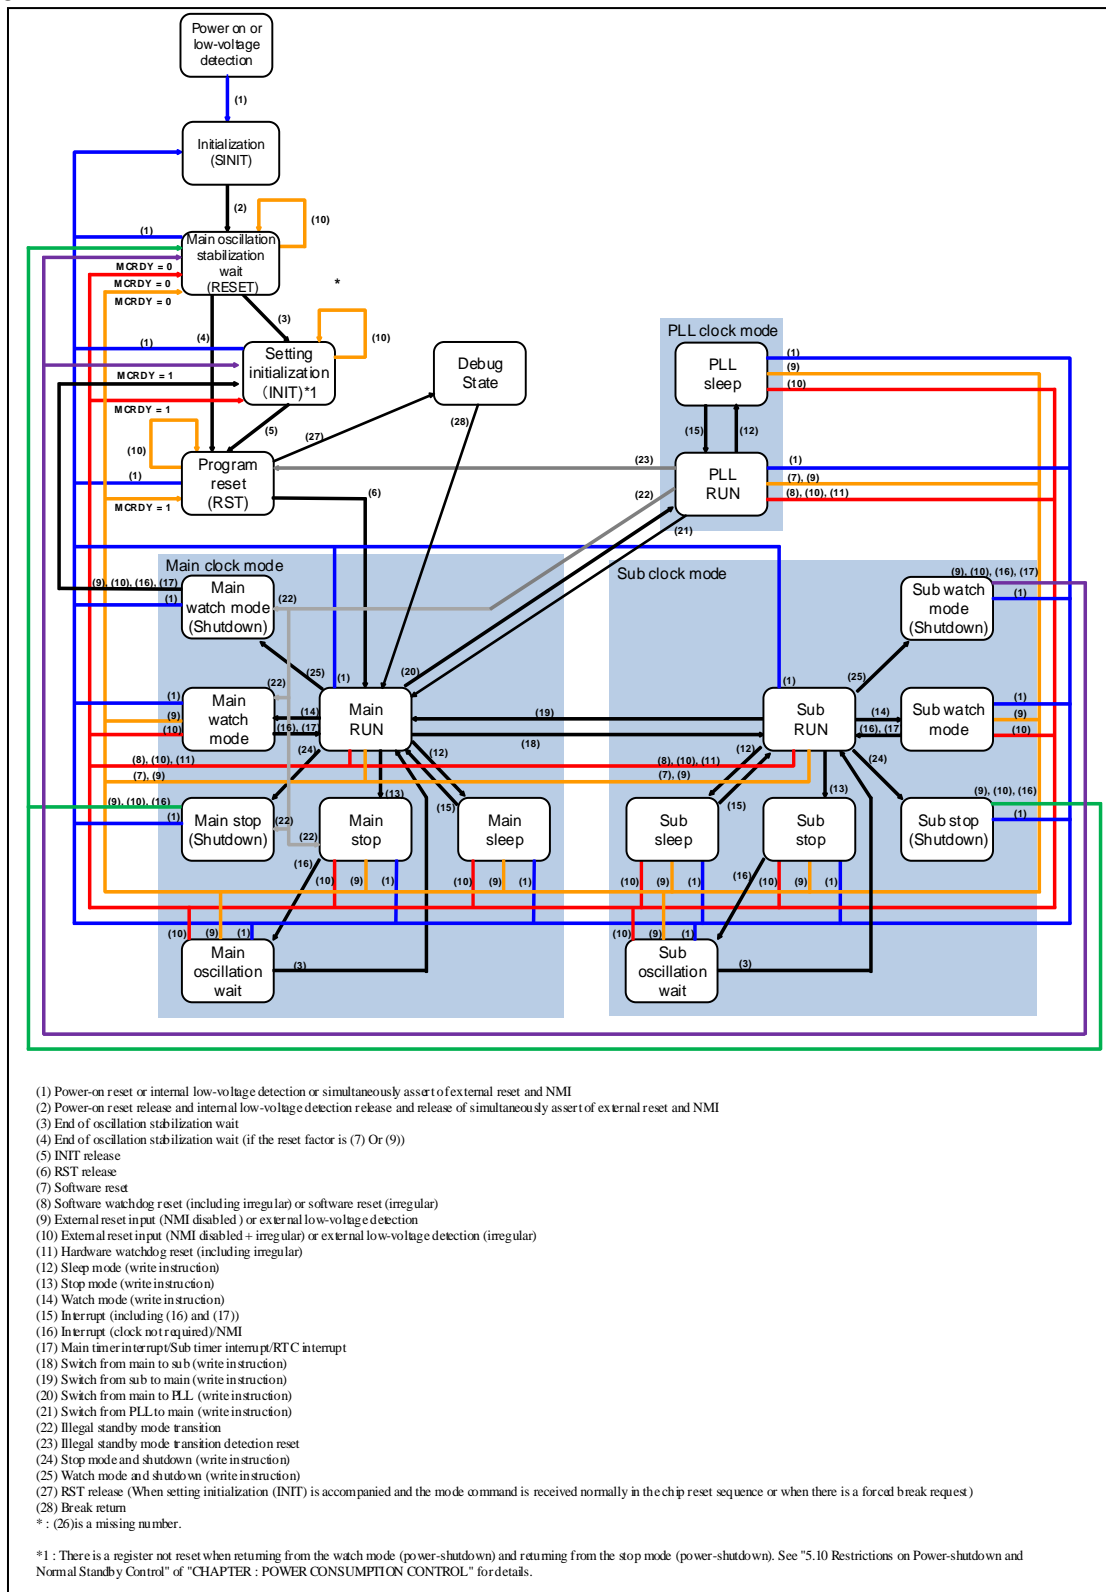 Power on or
low-voltage
detection
(1)
Initialization
(SINIT)
(2)
(10)
(1)
Main oscillation
stabilization
wait
(RESET)
MCRDY = 0
MCRDY = 0
MCRDY = 0
*
(3)
(4)
(10)
(1)
Setting
initialization
(INIT)*1
MCRDY = 1
MCRDY = 1
Debug
State
PLL clock mode
PLL
sleep
(1)
(9)
(10)
(5)
(27)
(28)
(15)
(12)
(10)
(1)
Program
reset
(RST)
MCRDY = 1
(6)
(23)
(22)
PLL
RUN
(1)
(7), (9)
(8), (10), (11)
(21)
Main clock mode
Sub clock mode
(9), (10), (16), (17)
(1)
Main
watch mode
(Shutdown)
(22)
(9), (10), (16), (17)
(1)
Sub watch
mode
(Shutdown)
(25)
(1)
(20)
(1)
(25)
(22)
(1)
(9)
(10)
Main
watch
mode
(14)
(16), (17)
Main
RUN
(19)
(18)
Sub
RUN
(14)
(16), (17)
Sub watch
mode
(1)
(9)
(10)
(24)
(12)
(12)
(24)
(8), (10), (11)
(7), (9)
(8), (10), (11)
(7), (9)
(9), (10), (16)
(1)
Main stop
(Shutdown)
(22)
(22)
(13)
Main
stop
(15)
Main
sleep
Sub
sleep
(15)
(13)
Sub
stop
(9), (10), (16)
(1)
Sub stop
(Shutdown)
(16)
(10)
(9)
(1)
(10)
(9)
(1)
(10)
(9)
(1)
(16)
(10)
(9)
(1)
(10)
(9)
(1)
Main
oscillation
wait
(3)
(10)
(9)
(1)
Sub
oscillation
wait
(3)
(1) Power-on reset or internal low-voltage detection or simultaneously assert of external reset and NMI
(2) Power-on reset release and internal low-voltage detection release and release of simultaneously assert of external reset and NMI
(3) End of oscillation stabilization wait
(4) End of oscillation stabilization wait (if the reset factor is (7) Or (9))
(5) INIT release
(6) RST release
(7) Software reset
(8) Software watchdog reset (including irregular) or software reset (irregular)
(9) External reset input (NMI disabled ) or external low-voltage detection
(10) External reset input (NMI disabled + irregular) or external low-voltage detection (irregular)
(11) Hardware watchdog reset (including irregular)
(12) Sleep mode (write instruction)
(13) Stop mode (write instruction)
(14) Watch mode (write instruction)
(15) Interrupt (including (16) and (17))
(16) Interrupt (clock not required)/NMI
(17) Main timer interrupt/Sub timer interrupt/RTC interrupt
(18) Switch from main to sub (write instruction)
(19) Switch from sub to main (write instruction)
(20) Switch from main to PLL (write instruction)
(21) Switch from PLL to main (write instruction)
(22) Illegal standby mode transition
(23) Illegal standby mode transition detection reset
(24) Stop mode and shutdown (write instruction)
(25) Watch mode and shutdown (write instruction)
(27) RST release (When setting initialization (INIT) is accompanied and the mode command is received normally in the chip reset sequence or when there is a forced break request)
(28) Break return
* : (26)is a missing number.
*1 : There is a register not reset when returning from the watch mode (power-shutdown) and returning from the stop mode (power-shutdown). See "5.10 Restrictions on Power-shutdown and
Normal Standby Control" of "CHAPTER : POWER CONSUMPTION CONTROL" for details.